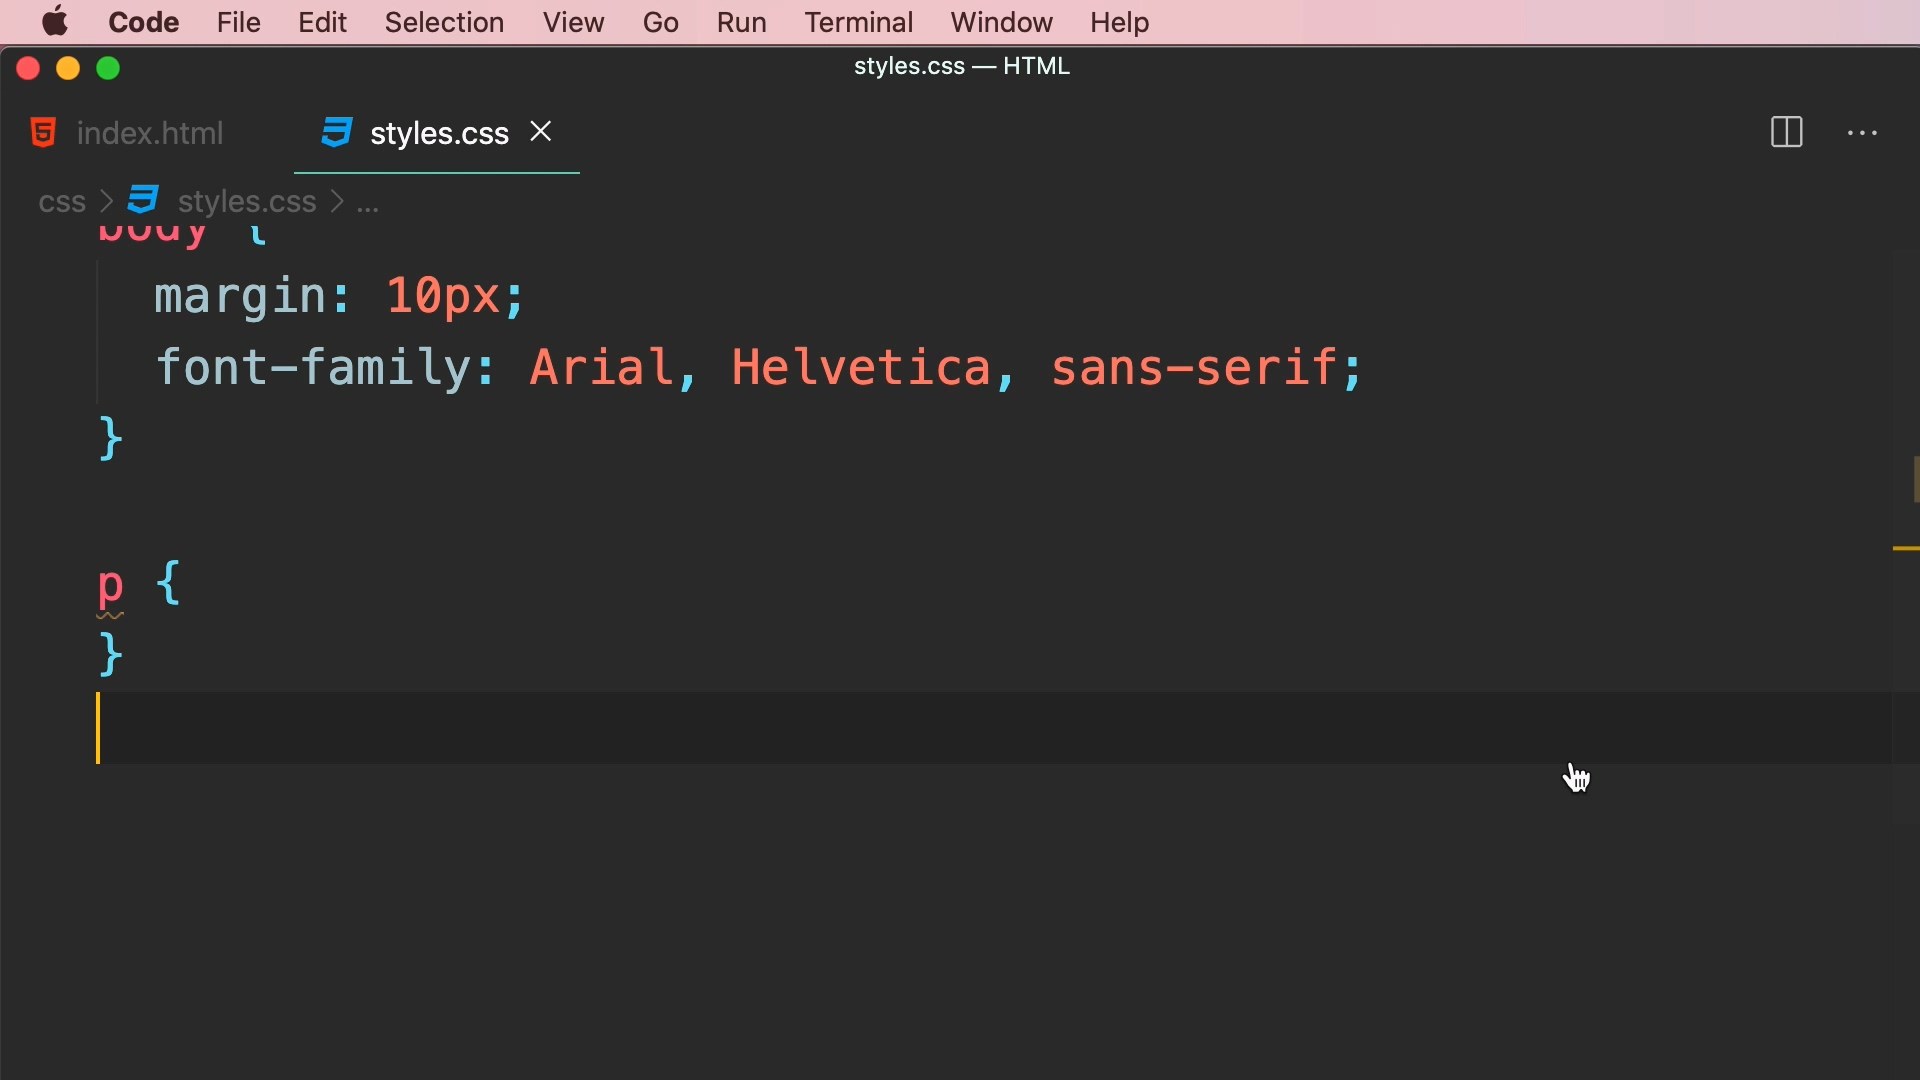 Code File Edit Selection View Go Run Terminal Window Help
styles.css — HTML
index.html styles.css
css > styles.css > ...
body {
margin: 10px;
font-family: Arial, Helvetica, sans-serif;
}
p {
}